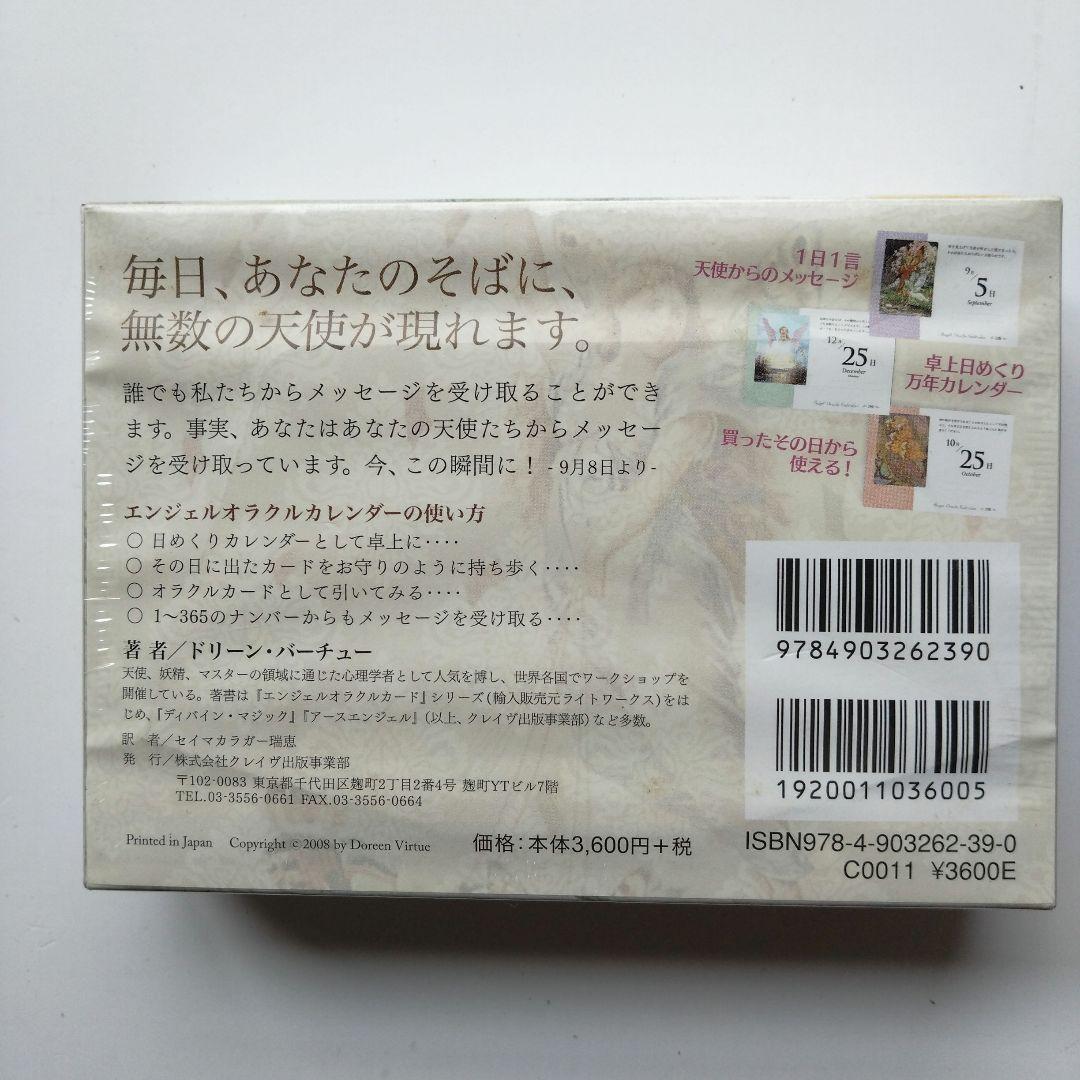 毎日、あなたのそばに、
無数の天使が現れます。
誰でも私たちからメッセージを受け取ることができ
ます。事実、あなたはあなたの天使たちからメッセー
ジを受け取っています。今、この瞬間に！ -9月8日より-
エンジェルオラクルカレンダーの使い方
○ 日めくりカレンダーとして卓上に‥‥
○ その日に出たカードをお守りのように持ち歩く‥‥
○ オラクルカードとして引いてみる‥‥
○ 1〜365のナンバーからもメッセージを受け取る‥‥
著 者／ドリーン・バーチュー
天使、妖精、マスターの領域に通じた心理学者として人気を博し、世界各国でワークショップを
開催している。著書は『エンジェルオラクルカード』シリーズ(輸入販売元ライトワークス)をは
じめ、『ディバイン・マジック』『アースエンジェル』(以上、クレイヴ出版事業部)など多数。
訳 者／セイマカラガー瑞恵
発 行／株式会社クレイヴ出版事業部
〒102-0083 東京都千代田区麹町2丁目2番4号 麹町YTビル7階
TEL.03-3556-0661 FAX.03-3556-0664
Printed in Japan Copyright © 2008 by Doreen Virtue
価格：本体3,600円＋税
1日1言
天使からのメッセージ
9月 5日
September
12月 25日
December
卓上日めくり
万年カレンダー
買ったその日から
使える！
10月 25日
October
9784903262390
1920011036005
ISBN978-4-903262-39-0
C0011 ¥3600E